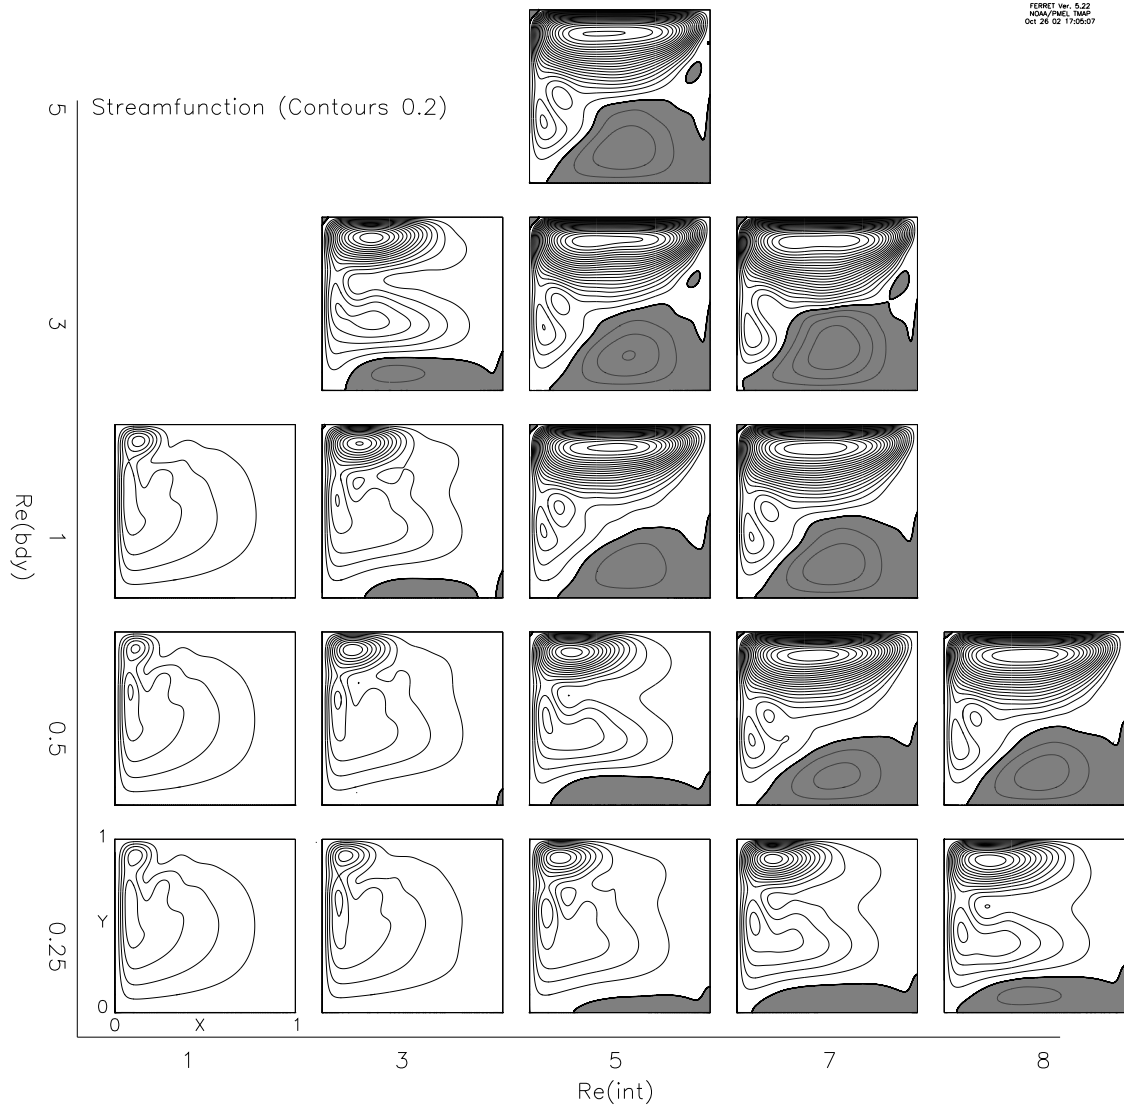 FERRET Ver. 5.22
NOAA/PMEL TMAP
Oct 26 02 17:05:07
Streamfunction (Contours 0.2)
5
3
1
0.5
0.25
Re(bdy)
1
Y
0
0 X 1
1 3 5 7 8
Re(int)